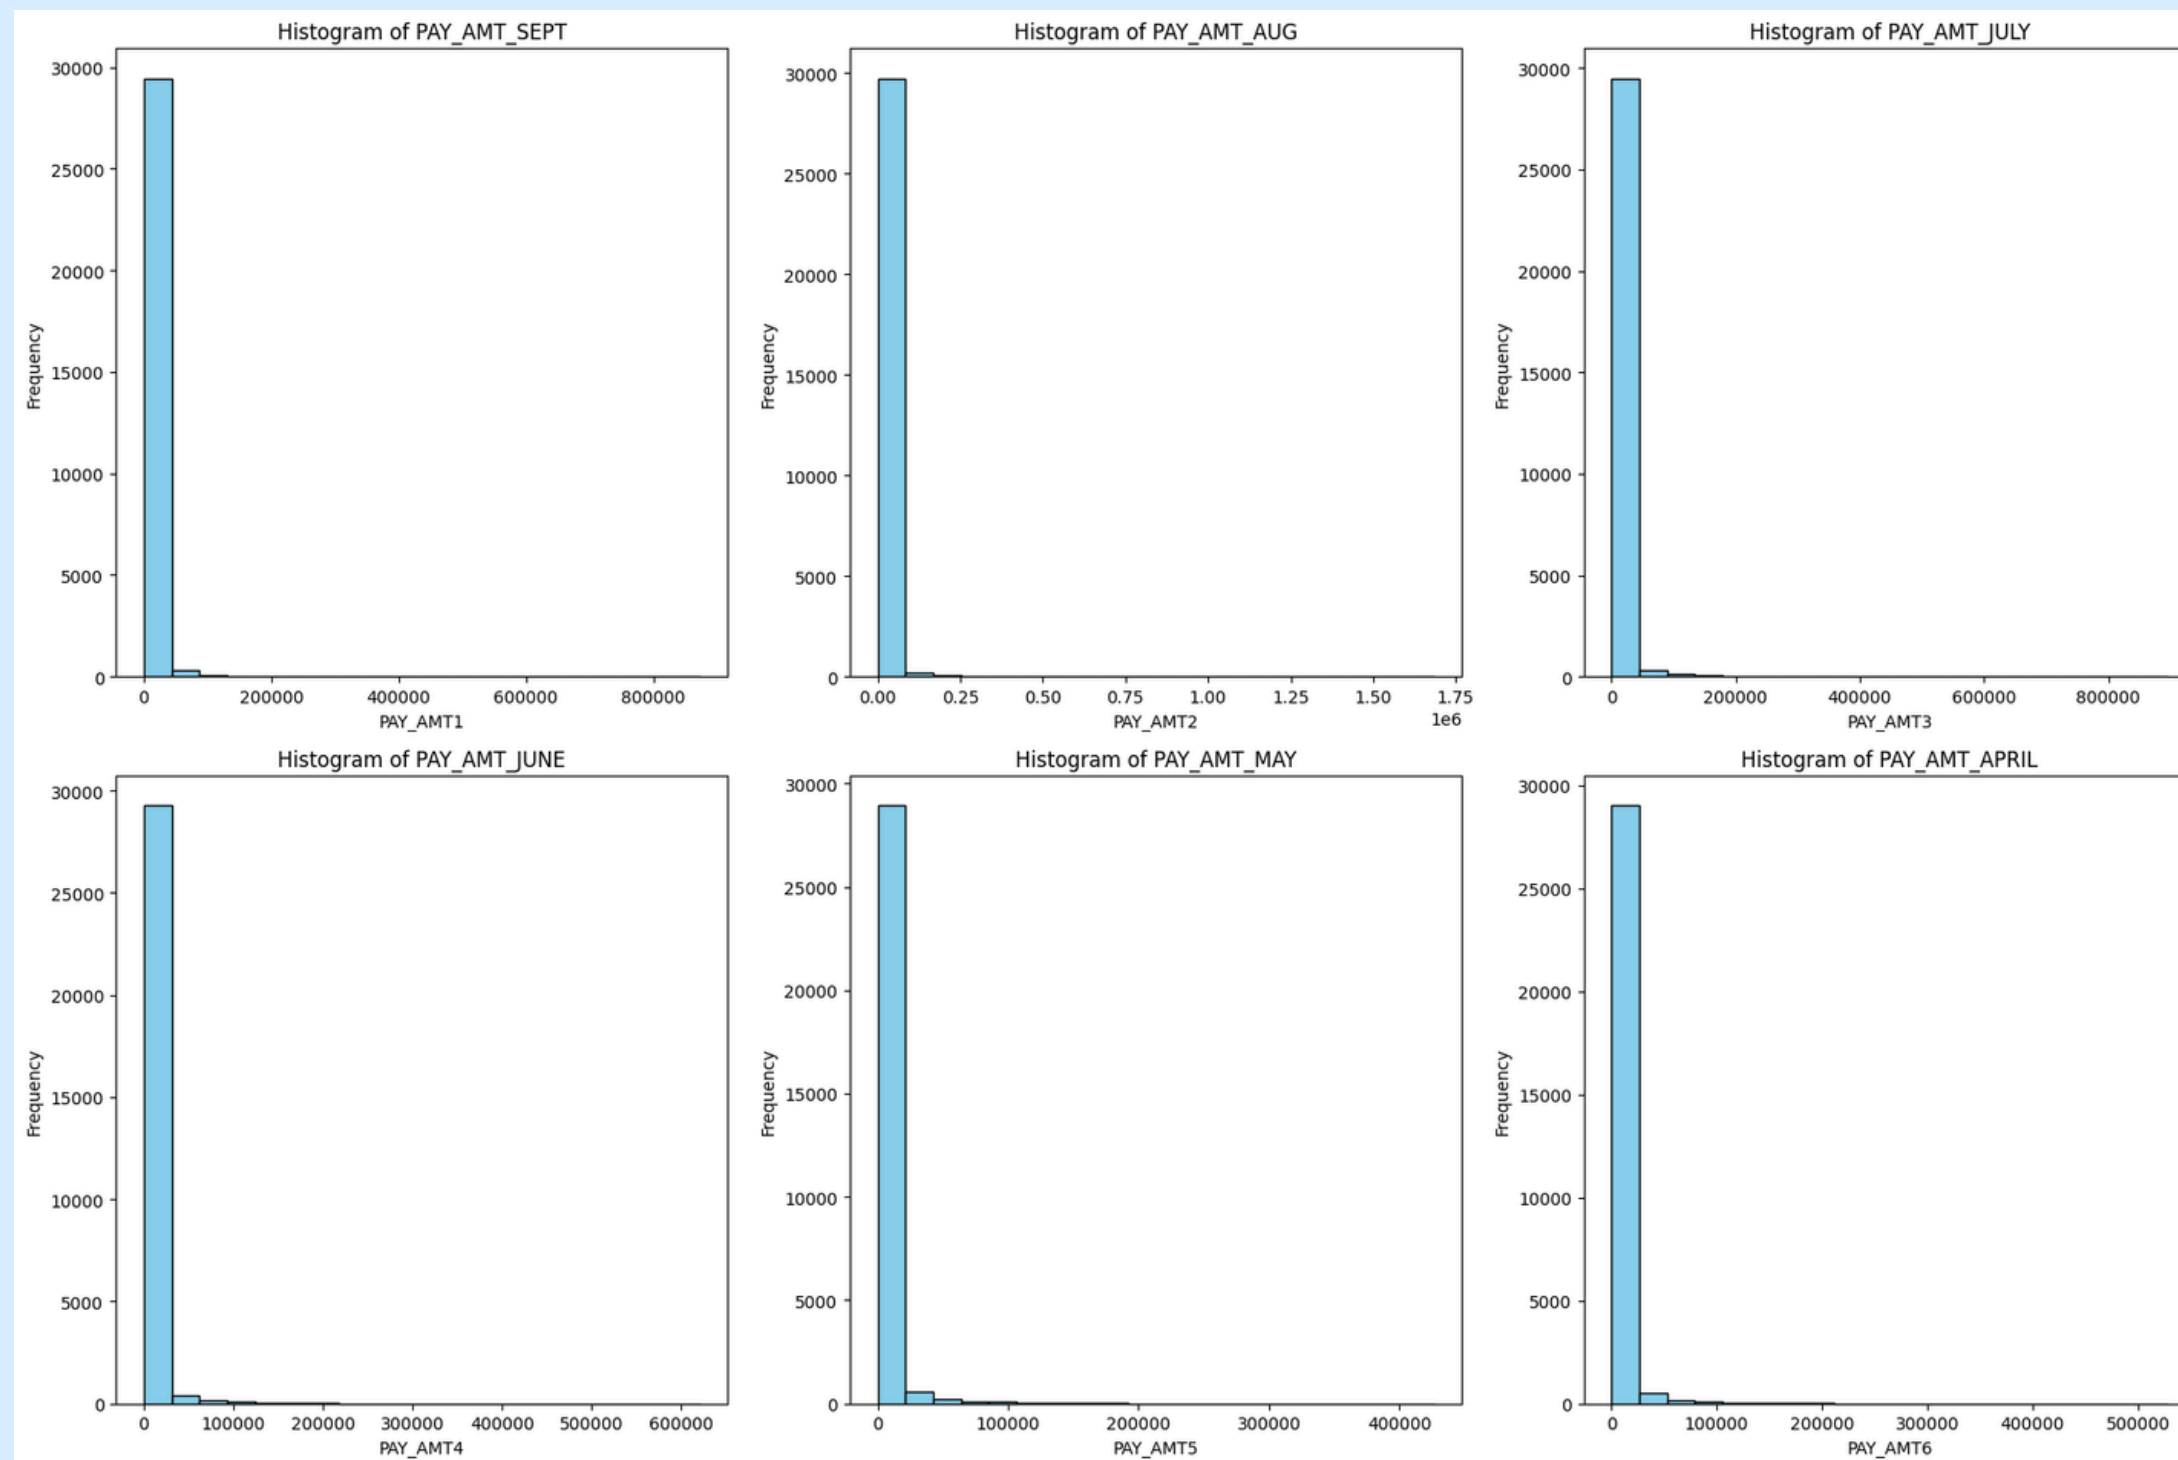 Histogram of PAY_AMT_SEPT
30000
25000
20000
15000
10000
5000
0
Frequency
0 200000 400000 600000 800000
PAY_AMT1
Histogram of PAY_AMT_AUG
30000
25000
20000
15000
10000
5000
0
Frequency
0.00 0.25 0.50 0.75 1.00 1.25 1.50 1.75
1e6
PAY_AMT2
Histogram of PAY_AMT_JULY
30000
25000
20000
15000
10000
5000
0
Frequency
0 200000 400000 600000 800000
PAY_AMT3
Histogram of PAY_AMT_JUNE
30000
25000
20000
15000
10000
5000
0
Frequency
0 100000 200000 300000 400000 500000 600000
PAY_AMT4
Histogram of PAY_AMT_MAY
30000
25000
20000
15000
10000
5000
0
Frequency
0 100000 200000 300000 400000
PAY_AMT5
Histogram of PAY_AMT_APRIL
30000
25000
20000
15000
10000
5000
0
Frequency
0 100000 200000 300000 400000 500000
PAY_AMT6